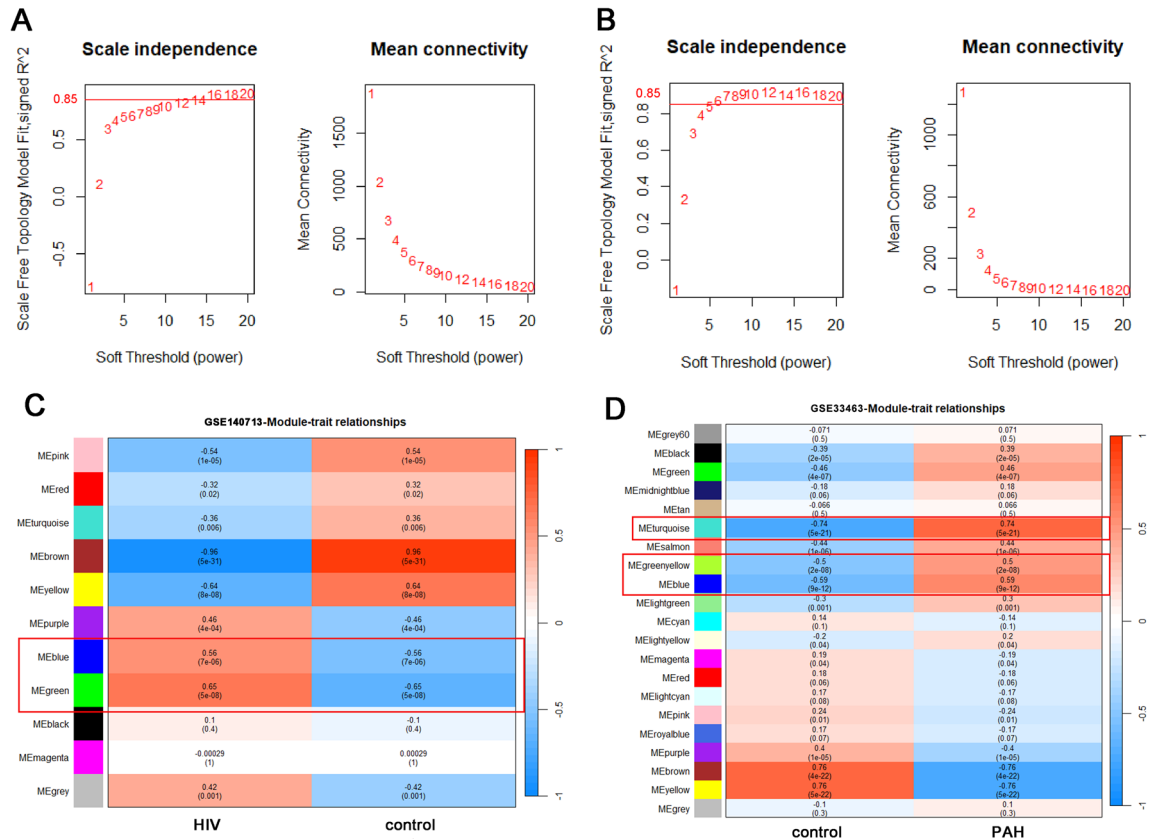 A
Scale independence
Scale Free Topology Model Fit,signed R^2
0.85
0.5
0.0
−0.5
1 2 3 4 5 6 7 8 9 10 12 14 16 18 20
5 10 15 20
Soft Threshold (power)
Mean connectivity
Mean Connectivity
1500
1000
500
0
1 2 3 4 5 6 7 8 9 10 12 14 16 18 20
5 10 15 20
Soft Threshold (power)
B
Scale independence
Scale Free Topology Model Fit,signed R^2
0.85
0.8
0.6
0.4
0.2
0.0
1 2 3 4 5 6 7 8 9 10 12 14 16 18 20
5 10 15 20
Soft Threshold (power)
Mean connectivity
Mean Connectivity
1000
600
200
0
1 2 3 4 5 6 7 8 9 10 12 14 16 18 20
5 10 15 20
Soft Threshold (power)
C
GSE140713-Module-trait relationships
MEpink -0.54 0.54
(1e-05) (1e-05)
MEred -0.32 0.32
(0.02) (0.02)
MEturquoise -0.36 0.36
(0.006) (0.006)
MEbrown -0.96 0.96
(5e-31) (5e-31)
MEyellow -0.64 0.64
(8e-08) (8e-08)
MEpurple 0.46 -0.46
(4e-04) (4e-04)
MEblue 0.56 -0.56
(7e-06) (7e-06)
MEgreen 0.65 -0.65
(5e-08) (5e-08)
MEblack 0.1 -0.1
(0.4) (0.4)
MEmagenta -0.00029 0.00029
(1) (1)
MEgrey 0.42 -0.42
(0.001) (0.001)
HIV control
1
0.5
0
-0.5
-1
D
GSE33463-Module-trait relationships
MEgrey60 -0.071 0.071
(0.5) (0.5)
MEblack -0.39 0.39
(2e-05) (2e-05)
MEgreen -0.46 0.46
(4e-07) (4e-07)
MEmidnightblue -0.18 0.18
(0.06) (0.06)
MEtan -0.066 0.066
(0.5) (0.5)
MEturquoise -0.74 0.74
(5e-21) (5e-21)
MEsalmon -0.44 0.44
(1e-06) (1e-06)
MEgreenyellow -0.5 0.5
(2e-08) (2e-08)
MEblue -0.59 0.59
(9e-12) (9e-12)
MElightgreen -0.3 0.3
(0.001) (0.001)
MEcyan 0.14 -0.14
(0.1) (0.1)
MElightyellow -0.2 0.2
(0.04) (0.04)
MEmagenta 0.19 -0.19
(0.04) (0.04)
MEred 0.18 -0.18
(0.06) (0.06)
MElightcyan 0.17 -0.17
(0.08) (0.08)
MEpink 0.24 -0.24
(0.01) (0.01)
MEroyalblue 0.17 -0.17
(0.07) (0.07)
MEpurple 0.4 -0.4
(1e-05) (1e-05)
MEbrown 0.76 -0.76
(4e-22) (4e-22)
MEyellow 0.76 -0.76
(5e-22) (5e-22)
MEgrey -0.1 0.1
(0.3) (0.3)
control PAH
1
0.5
0
-0.5
-1